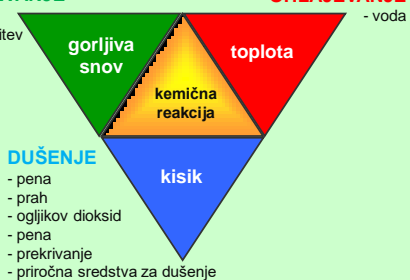 - voda
gorljiva
snov
toplota
kemična
reakcija
kisik
DUŠENJE
- pena
- prah
- ogljikov dioksid
- pena
- prekrivanje
- priročna sredstva za dušenje